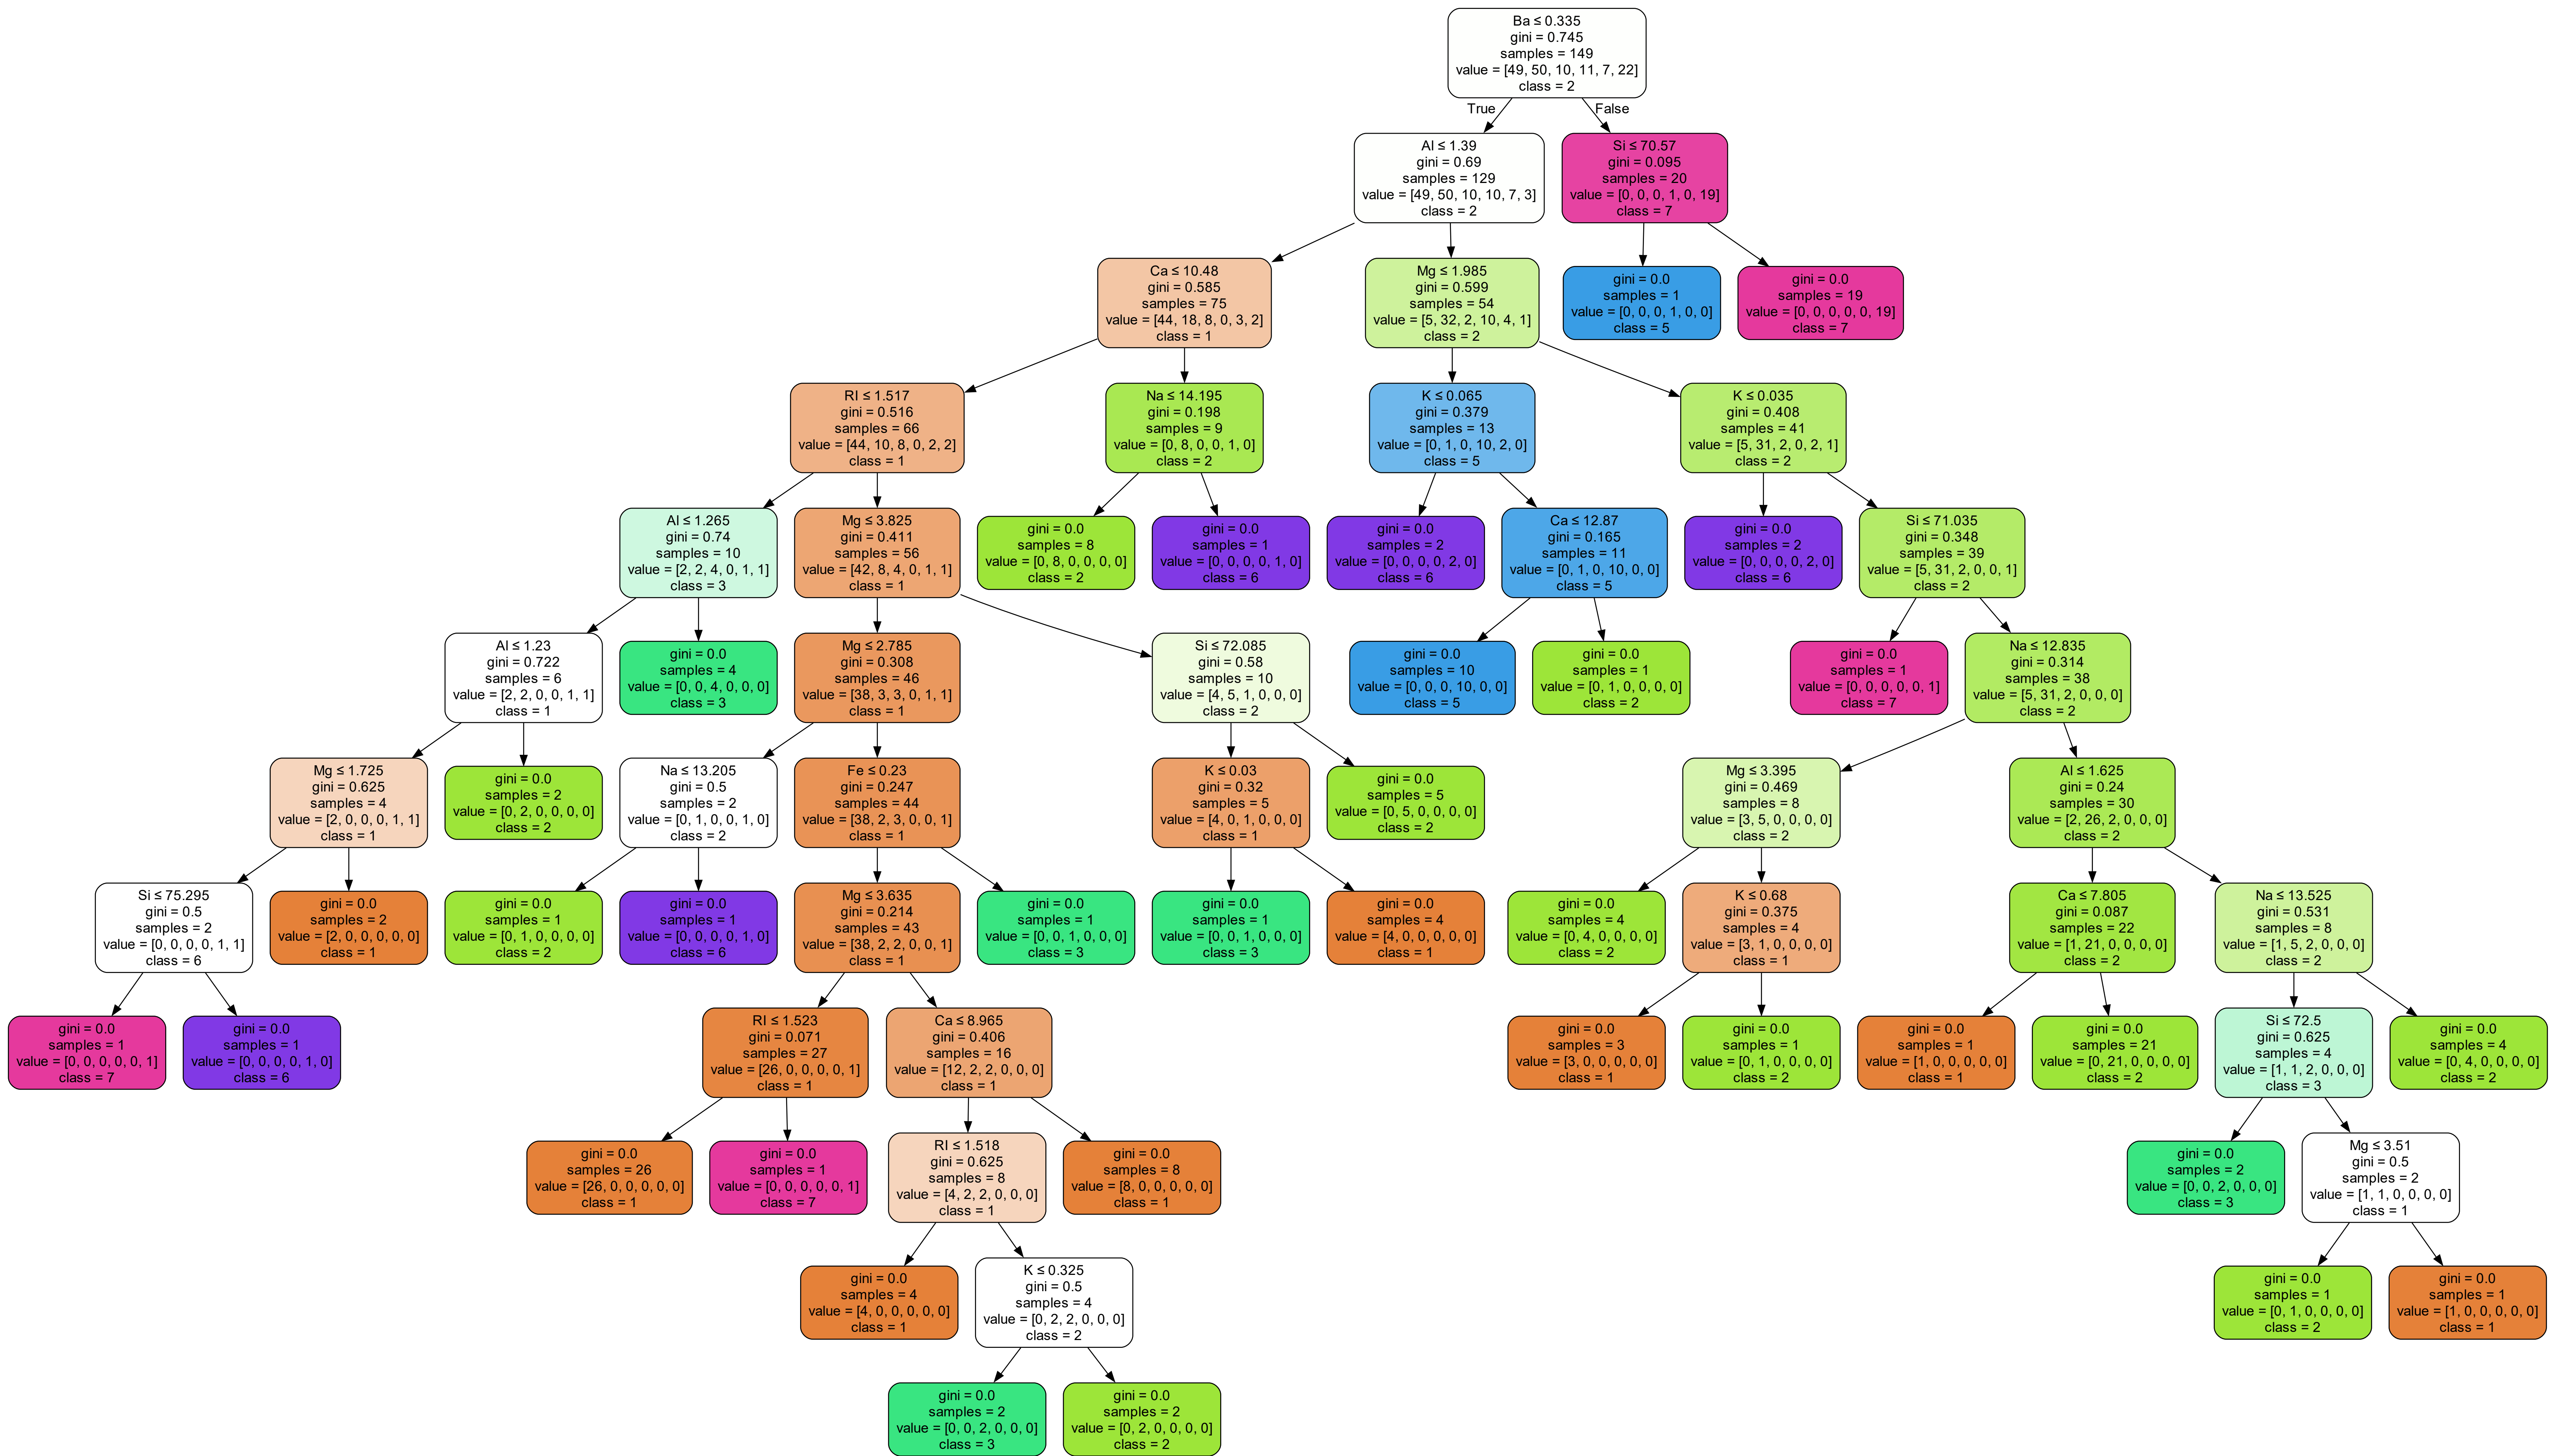 Ba ≤ 0.335
gini = 0.745
samples = 149
value = [49, 50, 10, 11, 7, 22]
class = 2
True
False
Al ≤ 1.39
gini = 0.69
samples = 129
value = [49, 50, 10, 10, 7, 3]
class = 2
Si ≤ 70.57
gini = 0.095
samples = 20
value = [0, 0, 0, 1, 0, 19]
class = 7
Ca ≤ 10.48
gini = 0.585
samples = 75
value = [44, 18, 8, 0, 3, 2]
class = 1
Mg ≤ 1.985
gini = 0.599
samples = 54
value = [5, 32, 2, 10, 4, 1]
class = 2
gini = 0.0
samples = 1
value = [0, 0, 0, 1, 0, 0]
class = 5
gini = 0.0
samples = 19
value = [0, 0, 0, 0, 0, 19]
class = 7
RI ≤ 1.517
gini = 0.516
samples = 66
value = [44, 10, 8, 0, 2, 2]
class = 1
Na ≤ 14.195
gini = 0.198
samples = 9
value = [0, 8, 0, 0, 1, 0]
class = 2
K ≤ 0.065
gini = 0.379
samples = 13
value = [0, 1, 0, 10, 2, 0]
class = 5
K ≤ 0.035
gini = 0.408
samples = 41
value = [5, 31, 2, 0, 2, 1]
class = 2
Al ≤ 1.265
gini = 0.74
samples = 10
value = [2, 2, 4, 0, 1, 1]
class = 3
Mg ≤ 3.825
gini = 0.411
samples = 56
value = [42, 8, 4, 0, 1, 1]
class = 1
gini = 0.0
samples = 8
value = [0, 8, 0, 0, 0, 0]
class = 2
gini = 0.0
samples = 1
value = [0, 0, 0, 0, 1, 0]
class = 6
gini = 0.0
samples = 2
value = [0, 0, 0, 0, 2, 0]
class = 6
Ca ≤ 12.87
gini = 0.165
samples = 11
value = [0, 1, 0, 10, 0, 0]
class = 5
gini = 0.0
samples = 2
value = [0, 0, 0, 0, 2, 0]
class = 6
Si ≤ 71.035
gini = 0.348
samples = 39
value = [5, 31, 2, 0, 0, 1]
class = 2
Al ≤ 1.23
gini = 0.722
samples = 6
value = [2, 2, 0, 0, 1, 1]
class = 1
gini = 0.0
samples = 4
value = [0, 0, 4, 0, 0, 0]
class = 3
Mg ≤ 2.785
gini = 0.308
samples = 46
value = [38, 3, 3, 0, 1, 1]
class = 1
Si ≤ 72.085
gini = 0.58
samples = 10
value = [4, 5, 1, 0, 0, 0]
class = 2
gini = 0.0
samples = 10
value = [0, 0, 0, 10, 0, 0]
class = 5
gini = 0.0
samples = 1
value = [0, 1, 0, 0, 0, 0]
class = 2
gini = 0.0
samples = 1
value = [0, 0, 0, 0, 0, 1]
class = 7
Na ≤ 12.835
gini = 0.314
samples = 38
value = [5, 31, 2, 0, 0, 0]
class = 2
Mg ≤ 1.725
gini = 0.625
samples = 4
value = [2, 0, 0, 0, 1, 1]
class = 1
gini = 0.0
samples = 2
value = [0, 2, 0, 0, 0, 0]
class = 2
Na ≤ 13.205
gini = 0.5
samples = 2
value = [0, 1, 0, 0, 1, 0]
class = 2
Fe ≤ 0.23
gini = 0.247
samples = 44
value = [38, 2, 3, 0, 0, 1]
class = 1
K ≤ 0.03
gini = 0.32
samples = 5
value = [4, 0, 1, 0, 0, 0]
class = 1
gini = 0.0
samples = 5
value = [0, 5, 0, 0, 0, 0]
class = 2
Mg ≤ 3.395
gini = 0.469
samples = 8
value = [3, 5, 0, 0, 0, 0]
class = 2
Al ≤ 1.625
gini = 0.24
samples = 30
value = [2, 26, 2, 0, 0, 0]
class = 2
Si ≤ 75.295
gini = 0.5
samples = 2
value = [0, 0, 0, 0, 1, 1]
class = 6
gini = 0.0
samples = 2
value = [2, 0, 0, 0, 0, 0]
class = 1
gini = 0.0
samples = 1
value = [0, 1, 0, 0, 0, 0]
class = 2
gini = 0.0
samples = 1
value = [0, 0, 0, 0, 1, 0]
class = 6
Mg ≤ 3.635
gini = 0.214
samples = 43
value = [38, 2, 2, 0, 0, 1]
class = 1
gini = 0.0
samples = 1
value = [0, 0, 1, 0, 0, 0]
class = 3
gini = 0.0
samples = 1
value = [0, 0, 1, 0, 0, 0]
class = 3
gini = 0.0
samples = 4
value = [4, 0, 0, 0, 0, 0]
class = 1
gini = 0.0
samples = 4
value = [0, 4, 0, 0, 0, 0]
class = 2
K ≤ 0.68
gini = 0.375
samples = 4
value = [3, 1, 0, 0, 0, 0]
class = 1
Ca ≤ 7.805
gini = 0.087
samples = 22
value = [1, 21, 0, 0, 0, 0]
class = 2
Na ≤ 13.525
gini = 0.531
samples = 8
value = [1, 5, 2, 0, 0, 0]
class = 2
gini = 0.0
samples = 1
value = [0, 0, 0, 0, 0, 1]
class = 7
gini = 0.0
samples = 1
value = [0, 0, 0, 0, 1, 0]
class = 6
RI ≤ 1.523
gini = 0.071
samples = 27
value = [26, 0, 0, 0, 0, 1]
class = 1
Ca ≤ 8.965
gini = 0.406
samples = 16
value = [12, 2, 2, 0, 0, 0]
class = 1
gini = 0.0
samples = 3
value = [3, 0, 0, 0, 0, 0]
class = 1
gini = 0.0
samples = 1
value = [0, 1, 0, 0, 0, 0]
class = 2
gini = 0.0
samples = 1
value = [1, 0, 0, 0, 0, 0]
class = 1
gini = 0.0
samples = 21
value = [0, 21, 0, 0, 0, 0]
class = 2
Si ≤ 72.5
gini = 0.625
samples = 4
value = [1, 1, 2, 0, 0, 0]
class = 3
gini = 0.0
samples = 4
value = [0, 4, 0, 0, 0, 0]
class = 2
gini = 0.0
samples = 26
value = [26, 0, 0, 0, 0, 0]
class = 1
gini = 0.0
samples = 1
value = [0, 0, 0, 0, 0, 1]
class = 7
RI ≤ 1.518
gini = 0.625
samples = 8
value = [4, 2, 2, 0, 0, 0]
class = 1
gini = 0.0
samples = 8
value = [8, 0, 0, 0, 0, 0]
class = 1
gini = 0.0
samples = 2
value = [0, 0, 2, 0, 0, 0]
class = 3
Mg ≤ 3.51
gini = 0.5
samples = 2
value = [1, 1, 0, 0, 0, 0]
class = 1
gini = 0.0
samples = 4
value = [4, 0, 0, 0, 0, 0]
class = 1
K ≤ 0.325
gini = 0.5
samples = 4
value = [0, 2, 2, 0, 0, 0]
class = 2
gini = 0.0
samples = 1
value = [0, 1, 0, 0, 0, 0]
class = 2
gini = 0.0
samples = 1
value = [1, 0, 0, 0, 0, 0]
class = 1
gini = 0.0
samples = 2
value = [0, 0, 2, 0, 0, 0]
class = 3
gini = 0.0
samples = 2
value = [0, 2, 0, 0, 0, 0]
class = 2